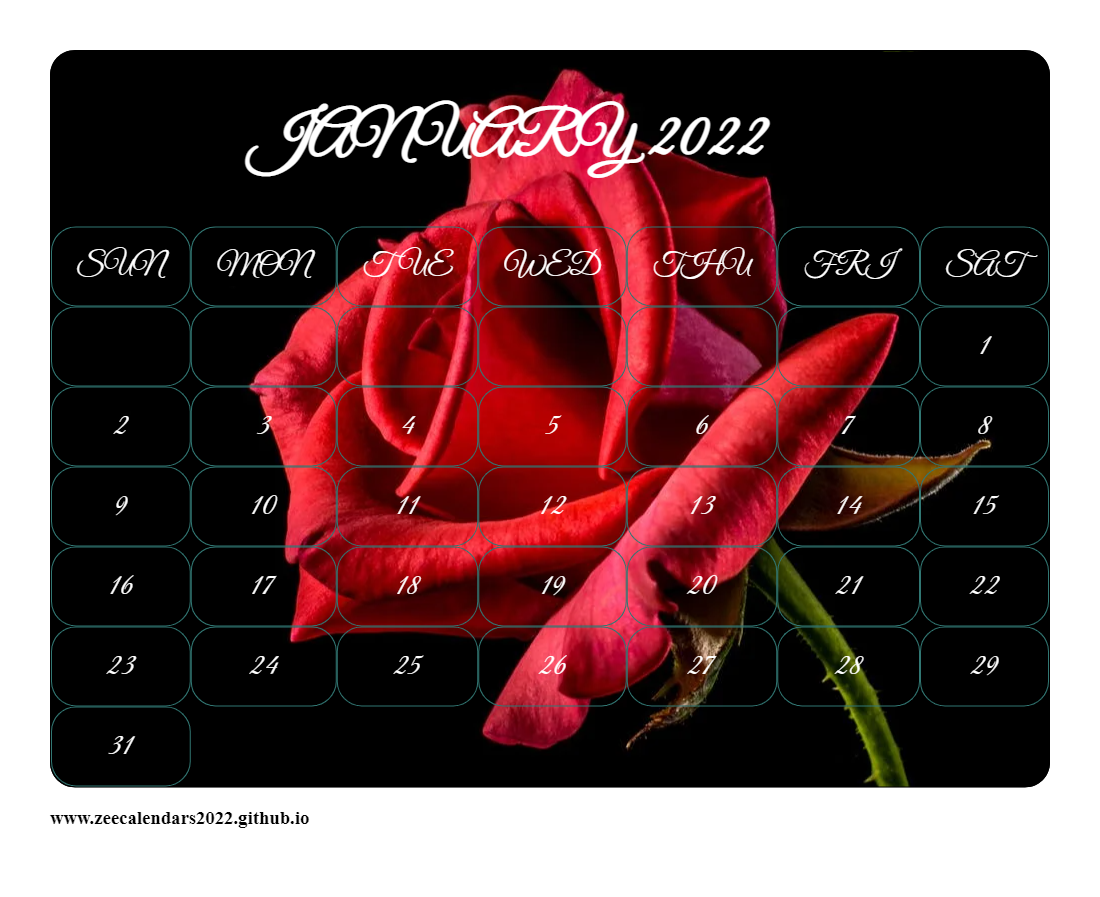 JANUARY 2022
SUN MON TUE WED THU FRI SAT
1
2 3 4 5 6 7 8
9 10 11 12 13 14 15
16 17 18 19 20 21 22
23 24 25 26 27 28 29
31
www.zeecalendars2022.github.io